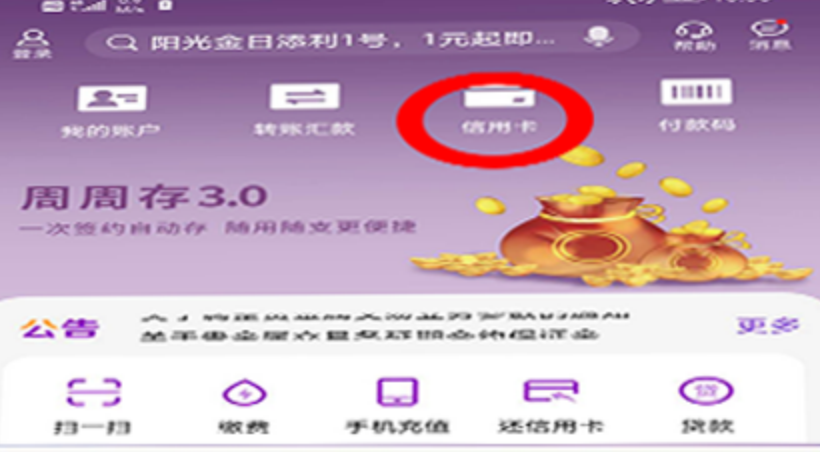 登录
阳光金日添利1号，1元起即...
帮助
消息
我的账户
转账汇款
信用卡
付款码
周周存3.0
一次签约自动存 随用随支更便捷
公告
更多
扫一扫
缴费
手机充值
还信用卡
贷
贷款